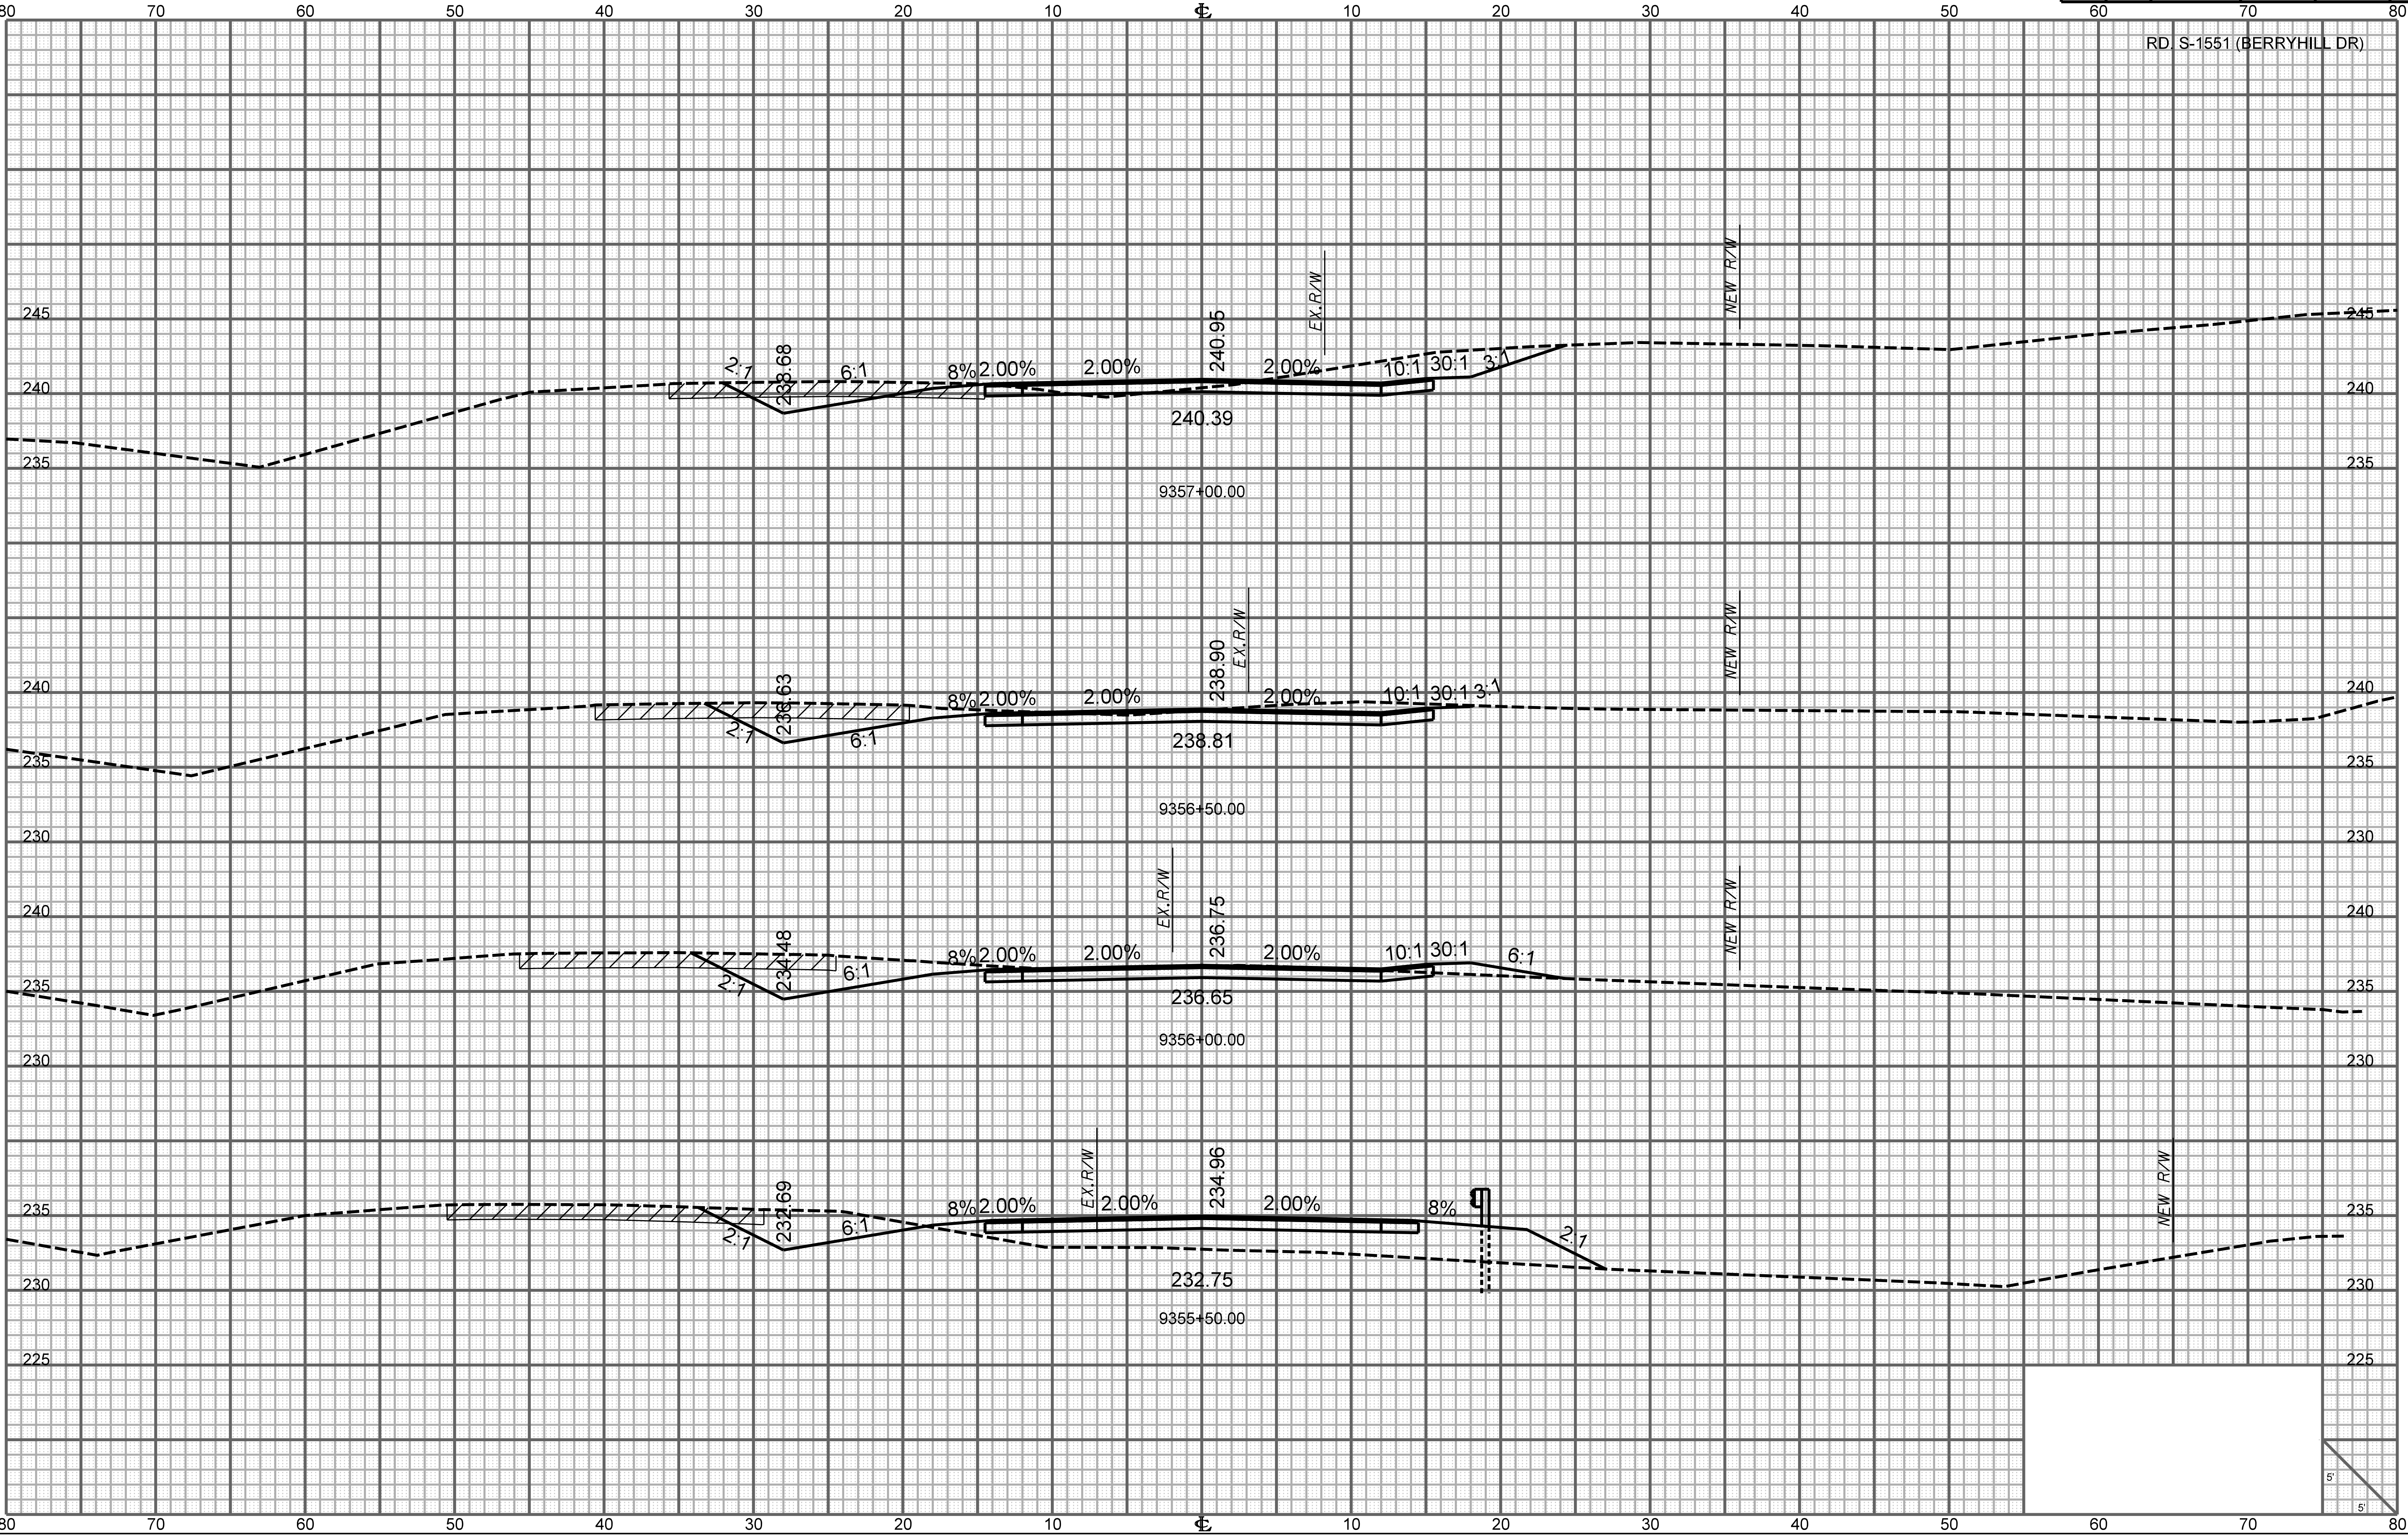 80 70 60 50 40 30 20 10 ℄ 10 20 30 40 50 60 70 80
RD. S-1551 (BERRYHILL DR)
NEW R/W
EX.R/W
245 240.95 245
2:1 238.68 6:1 8% 2.00% 2.00% 2.00% 10:1 30:1 3:1
240 240
240.39
235 235
9357+00.00
EX.R/W NEW R/W
238.90
240 236.63 8% 2.00% 2.00% 2.00% 10:1 30:1 3:1 240
2:1 6:1 238.81
235 235
9356+50.00
230 230
EX.R/W NEW R/W
240 236.75 240
234.48 8% 2.00% 2.00% 2.00% 10:1 30:1 6:1
2:1 6:1
235 235
236.65
9356+00.00
230 230
EX.R/W 234.96 NEW R/W
235 232.69 8% 2.00% 2.00% 2.00% 8% 235
2:1 6:1 2:1
230 232.75 230
9355+50.00
225 225
5'
5'
80 70 60 50 40 30 20 10 ℄ 10 20 30 40 50 60 70 80